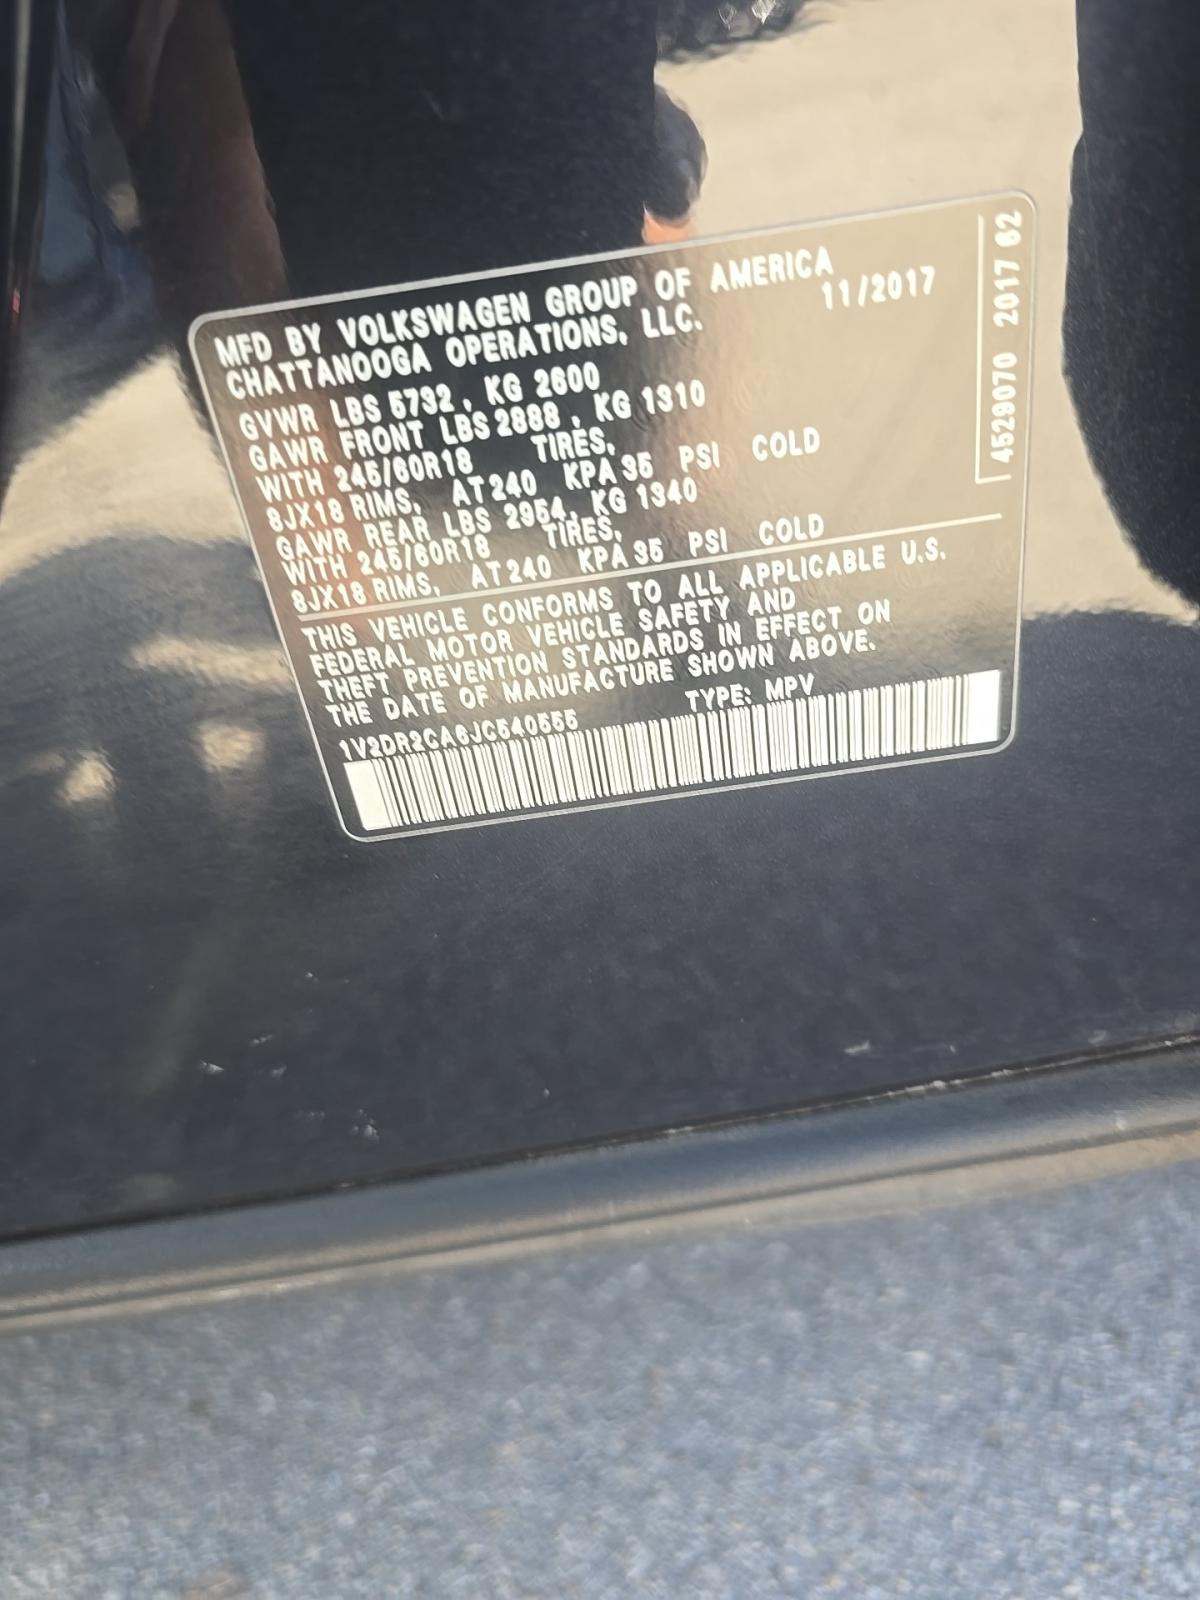 MFD BY VOLKSWAGEN GROUP OF AMERICA
CHATTANOOGA OPERATIONS, LLC. 11/2017
GVWR LBS 5732, KG 2600
GAWR FRONT LBS 2888, KG 1310
WITH 245/60R18 TIRES,
8JX18 RIMS, AT 240 KPA 35 PSI COLD
GAWR REAR LBS 2954, KG 1340
WITH 245/60R18 TIRES,
8JX18 RIMS, AT 240 KPA 35 PSI COLD
THIS VEHICLE CONFORMS TO ALL APPLICABLE U.S.
FEDERAL MOTOR VEHICLE SAFETY AND
THEFT PREVENTION STANDARDS IN EFFECT ON
THE DATE OF MANUFACTURE SHOWN ABOVE.
1V2DR2CA6JC540555 TYPE: MPV
4529070 2017 62